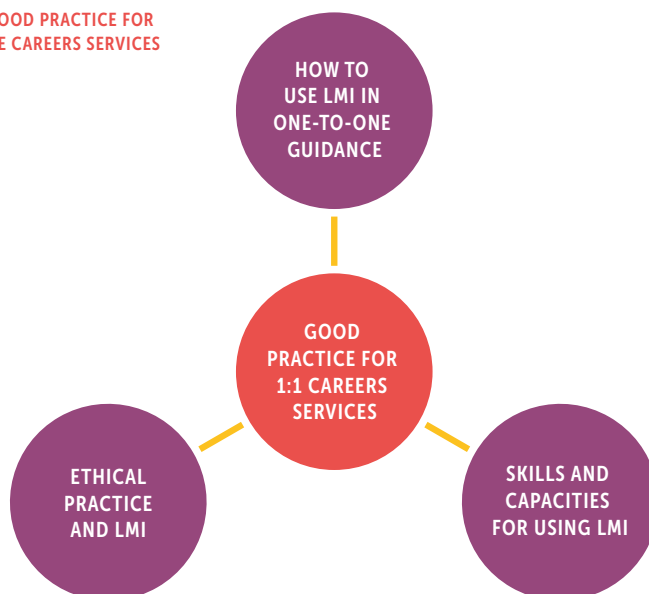 OOD PRACTICE FOR
E CAREERS SERVICES
HOW TO
USE LMI IN
ONE-TO-ONE
GUIDANCE
GOOD
PRACTICE FOR
1:1 CAREERS
SERVICES
ETHICAL
PRACTICE
AND LMI
SKILLS AND
CAPACITIES
FOR USING LMI